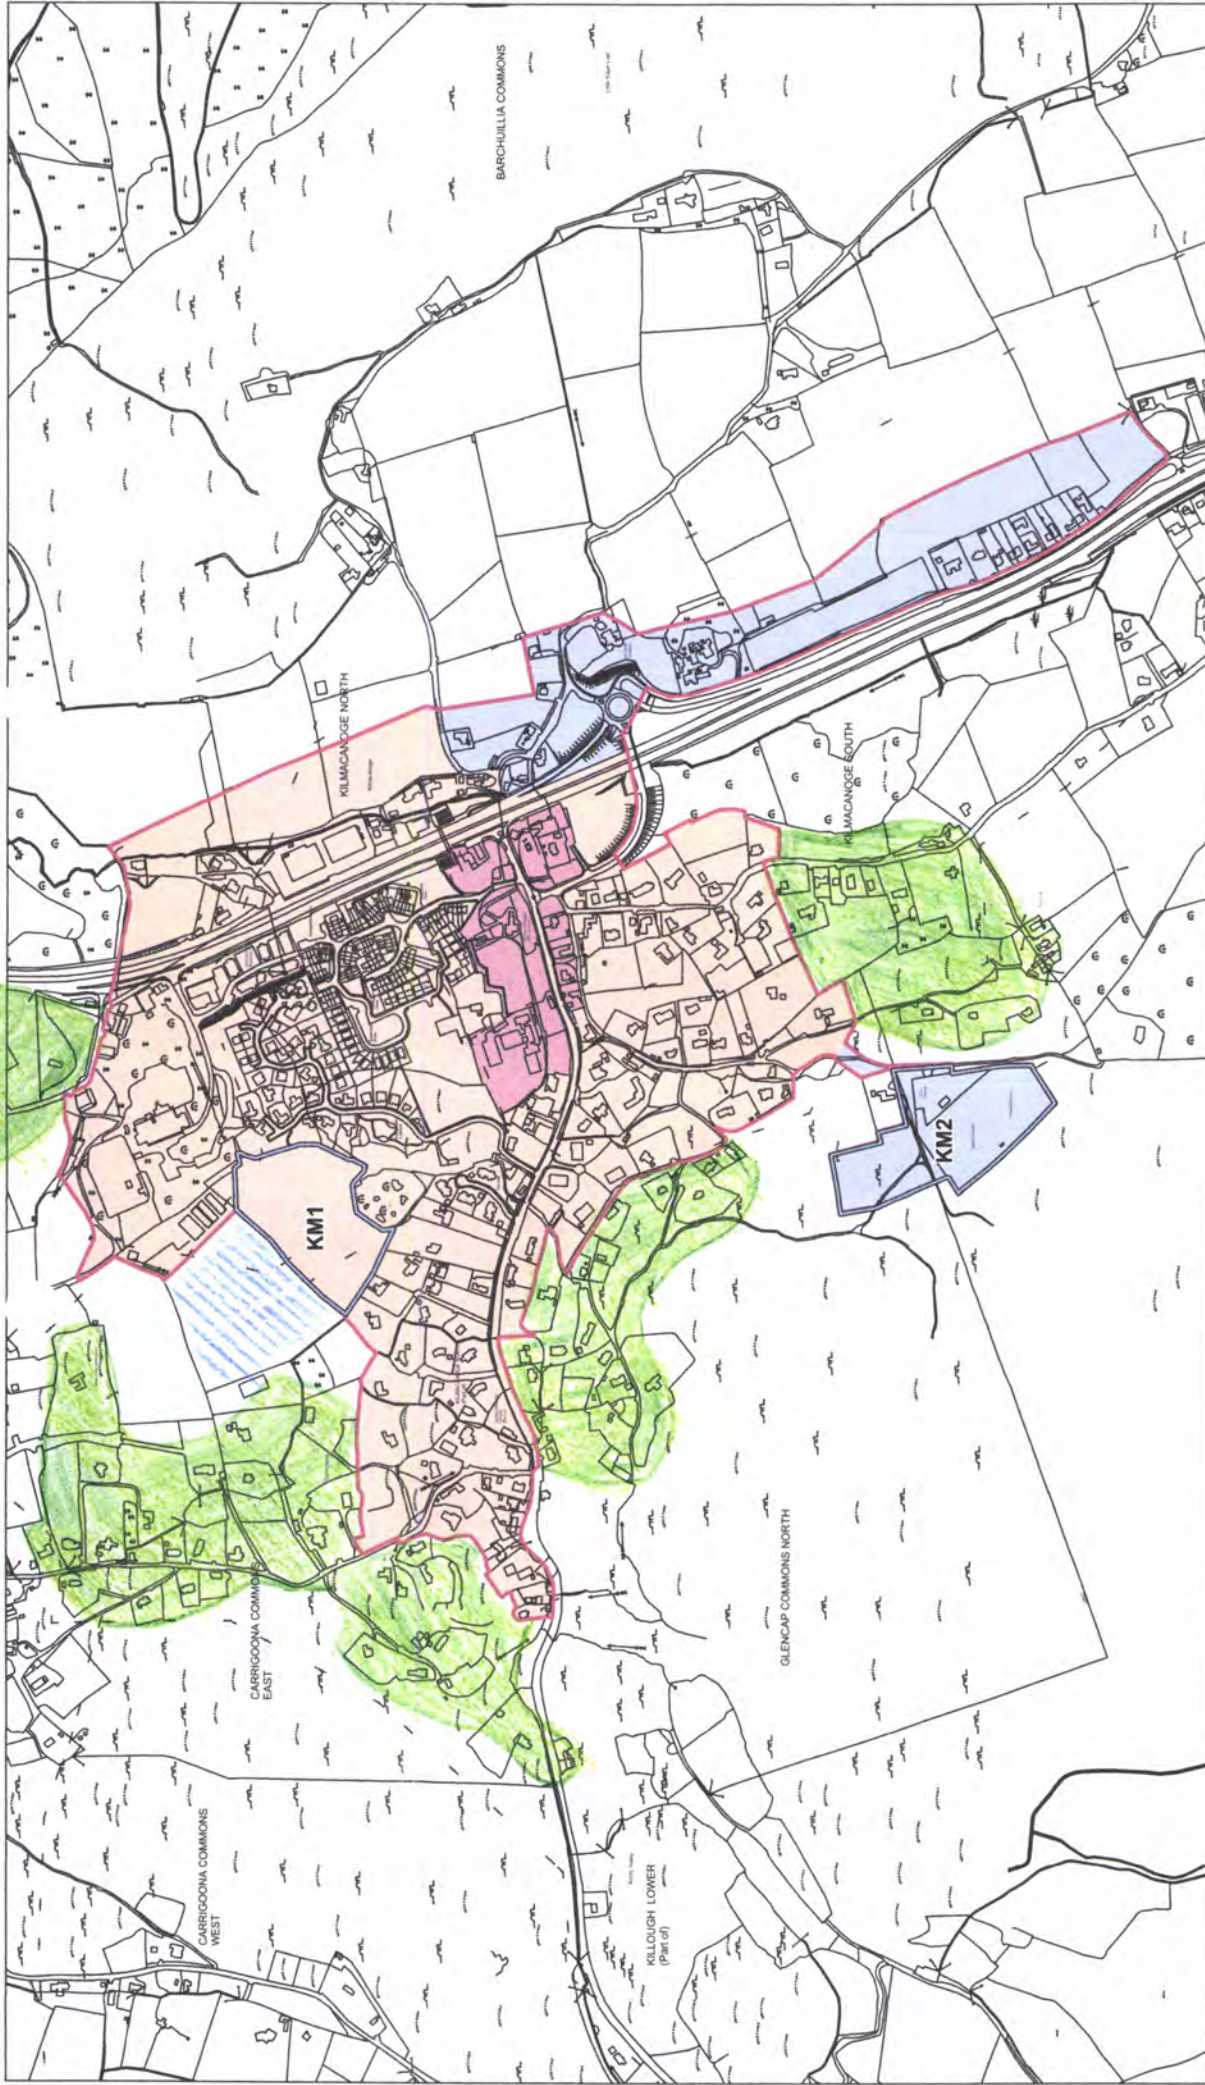 BARCHUILLIA COMMONS
KILMACANOGE NORTH
KILMACANOGE SOUTH
KM1
KM2
CARRIGOONA COMMONS
EAST
GLENCAP COMMONS NORTH
CARRIGOONA COMMONS
WEST
KILLOUGH LOWER
(Part of)